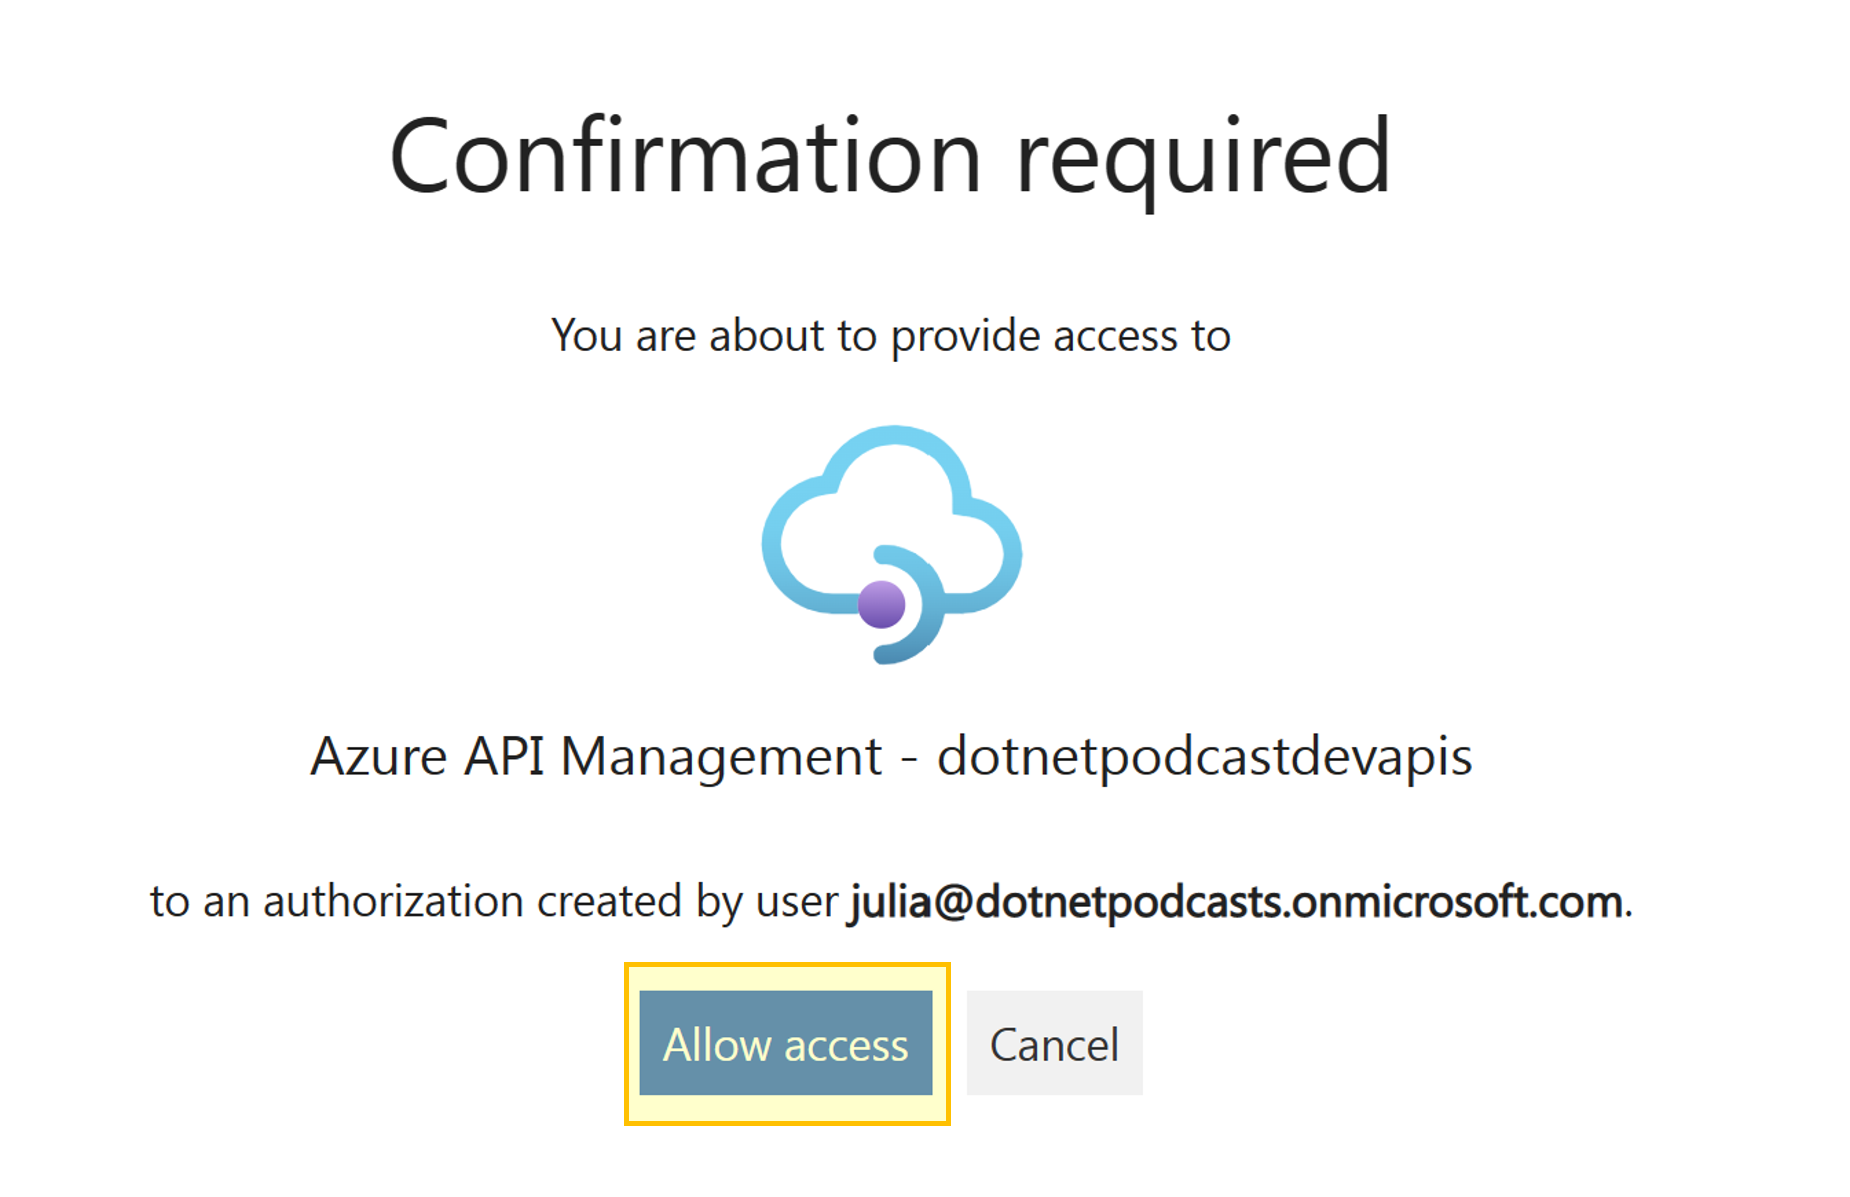 Confirmation required
You are about to provide access to
Azure API Management - dotnetpodcastdevapis
to an authorization created by user julia@dotnetpodcasts.onmicrosoft.com.
Allow access Cancel